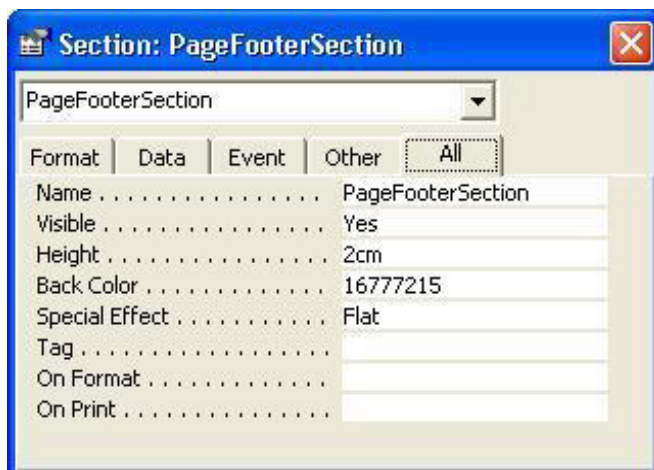 Section: PageFooterSection
PageFooterSection
Format Data Event Other All
Name . . . . . . . . . . . . . . . . . PageFooterSection
Visible . . . . . . . . . . . . . . . . . Yes
Height . . . . . . . . . . . . . . . . . 2cm
Back Color . . . . . . . . . . . . . 16777215
Special Effect . . . . . . . . . . . Flat
Tag . . . . . . . . . . . . . . . . . . .
On Format . . . . . . . . . . . . .
On Print . . . . . . . . . . . . . . .